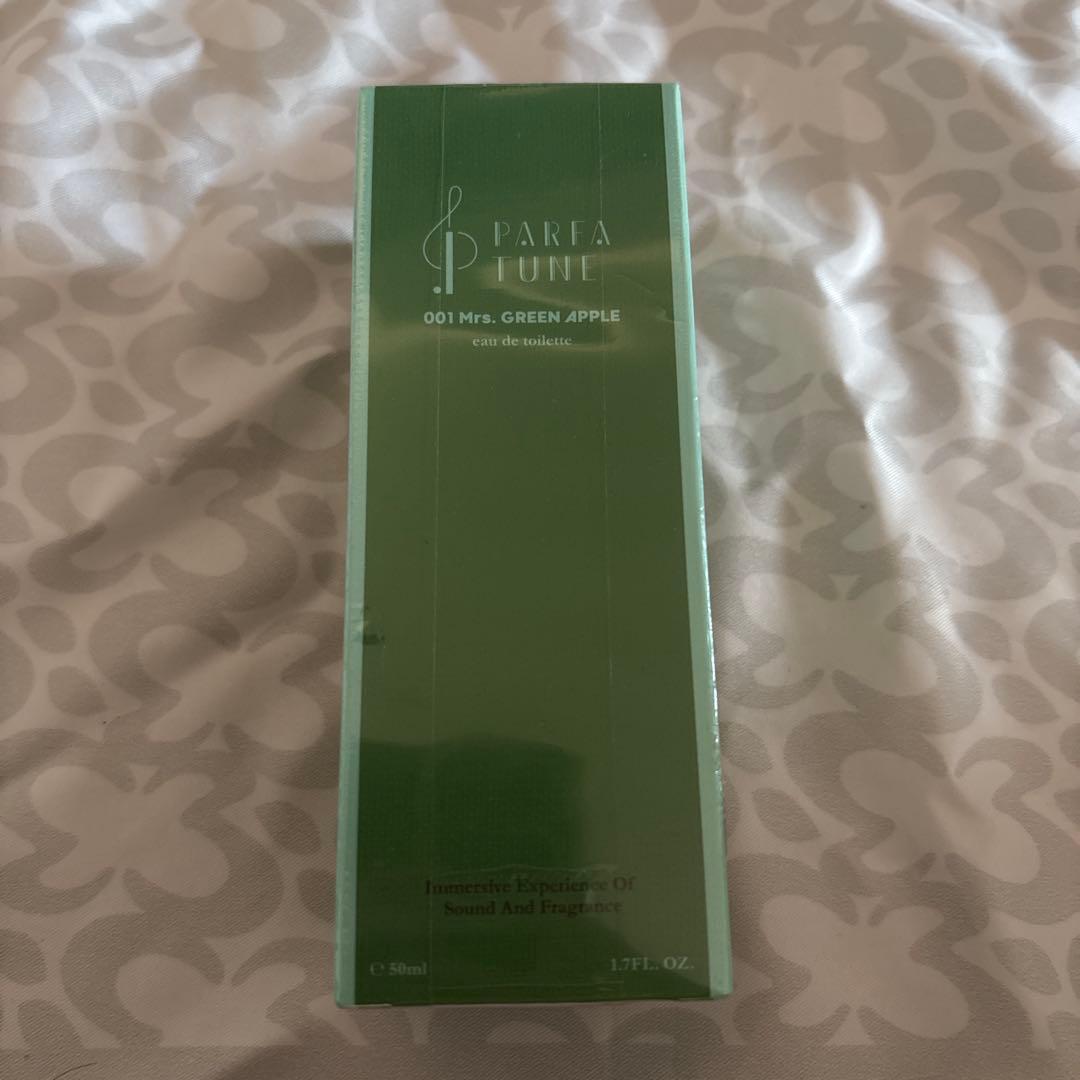 PARFA
TUNE
001 Mrs. GREEN APPLE
eau de toilette
Immersive Experience Of
Sound And Fragrance
℮ 50ml
1.7FL. OZ.